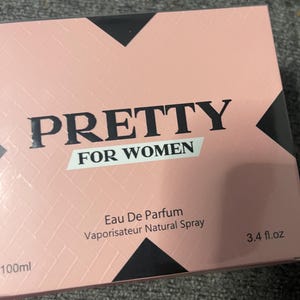 PRETTY
FOR WOMEN
Eau De Parfum
Vaporisateur Natural Spray
100ml
3.4 fl.oz